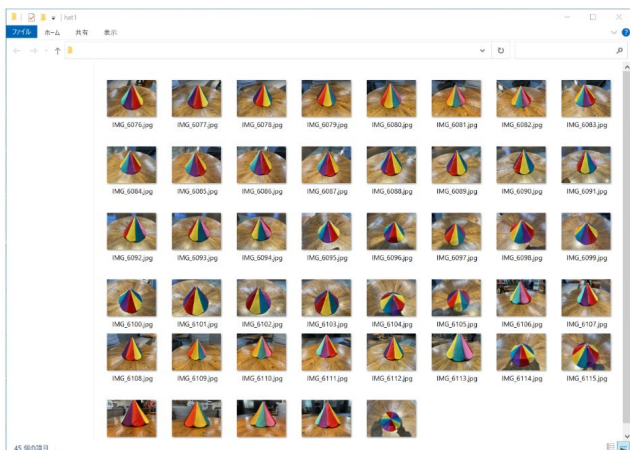 hat1
ファイル ホーム 共有 表示
IMG_6076.jpg IMG_6077.jpg IMG_6078.jpg IMG_6079.jpg IMG_6080.jpg IMG_6081.jpg IMG_6082.jpg IMG_6083.jpg
IMG_6084.jpg IMG_6085.jpg IMG_6086.jpg IMG_6087.jpg IMG_6088.jpg IMG_6089.jpg IMG_6090.jpg IMG_6091.jpg
IMG_6092.jpg IMG_6093.jpg IMG_6094.jpg IMG_6095.jpg IMG_6096.jpg IMG_6097.jpg IMG_6098.jpg IMG_6099.jpg
IMG_6100.jpg IMG_6101.jpg IMG_6102.jpg IMG_6103.jpg IMG_6104.jpg IMG_6105.jpg IMG_6106.jpg IMG_6107.jpg
IMG_6108.jpg IMG_6109.jpg IMG_6110.jpg IMG_6111.jpg IMG_6112.jpg IMG_6113.jpg IMG_6114.jpg IMG_6115.jpg
45 個の項目